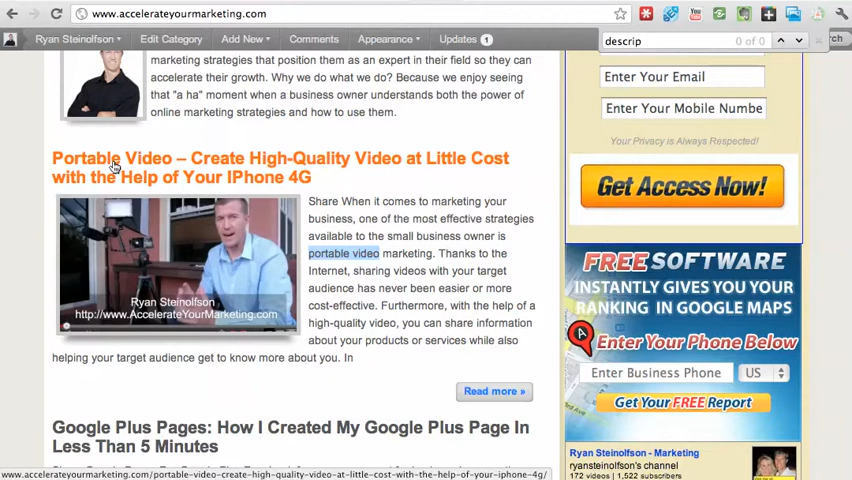 www.accelerateyourmarketing.com
Ryan Steinolfson
Edit Category
Add New
Comments
Appearance
Updates 1
descrip
0 of 0
rch
marketing strategies that position them as an expert in their field so they can
accelerate their growth. Why we do what we do? Because we enjoy seeing
that "a ha" moment when a business owner understands both the power of
online marketing strategies and how to use them.
Portable Video – Create High-Quality Video at Little Cost
with the Help of Your IPhone 4G
Ryan Steinolfson
http://www.AccelerateYourMarketing.com
Share When it comes to marketing your
business, one of the most effective strategies
available to the small business owner is
portable video marketing. Thanks to the
Internet, sharing videos with your target
audience has never been easier or more
cost-effective. Furthermore, with the help of a
high-quality video, you can share information
about your products or services while also
helping your target audience get to know more about you. In
Read more »
Google Plus Pages: How I Created My Google Plus Page In
Less Than 5 Minutes
www.accelerateyourmarketing.com/portable-video-create-high-quality-video-at-little-cost-with-the-help-of-your-iphone-4g/
Enter Your Email
Enter Your Mobile Numbe
Your Privacy is Always Respected!
Get Access Now!
FREE SOFTWARE
INSTANTLY GIVES YOU YOUR
RANKING IN GOOGLE MAPS
A
Enter Your Phone Below
Enter Business Phone
US
Get Your FREE Report
Ryan Steinolfson - Marketing
ryansteinolfson's channel
172 videos | 1,522 subscribers